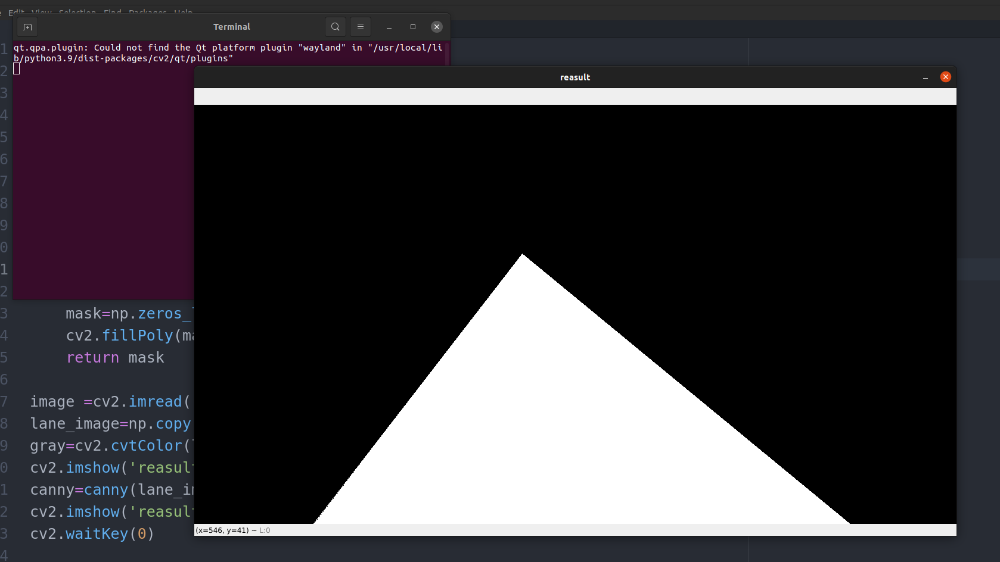 Edit View Selection Find Packages Help
Terminal
qt.qpa.plugin: Could not find the Qt platform plugin "wayland" in "/usr/local/li
b/python3.9/dist-packages/cv2/qt/plugins"
reasult
1
2
3
4
5
6
7
8
9
0
1
2
3 mask=np.zeros_
4 cv2.fillPoly(ma
5 return mask
6
7 image =cv2.imread(
8 lane_image=np.copy
9 gray=cv2.cvtColor(
0 cv2.imshow('reasult
1 canny=canny(lane_im
2 cv2.imshow('reasult
3 cv2.waitKey(0)
4
(x=546, y=41) ~ L:0